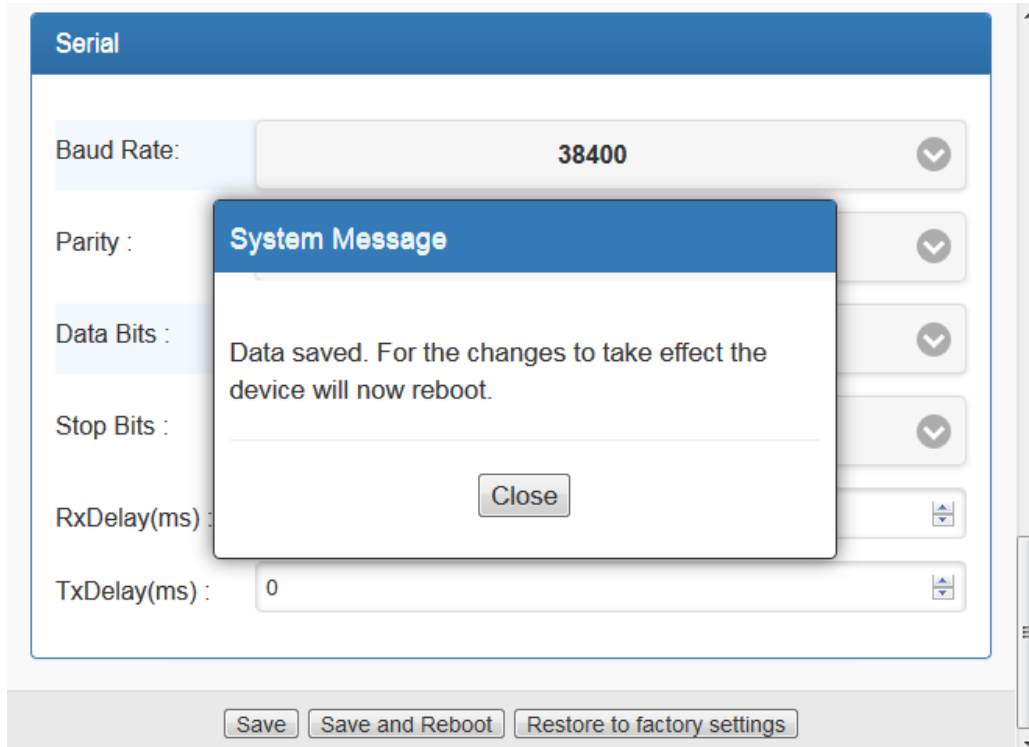 Serial
Baud Rate:
38400
Parity :
System Message
Data Bits :
Data saved. For the changes to take effect the
device will now reboot.
Stop Bits :
Close
RxDelay(ms) :
TxDelay(ms) :
0
Save
Save and Reboot
Restore to factory settings